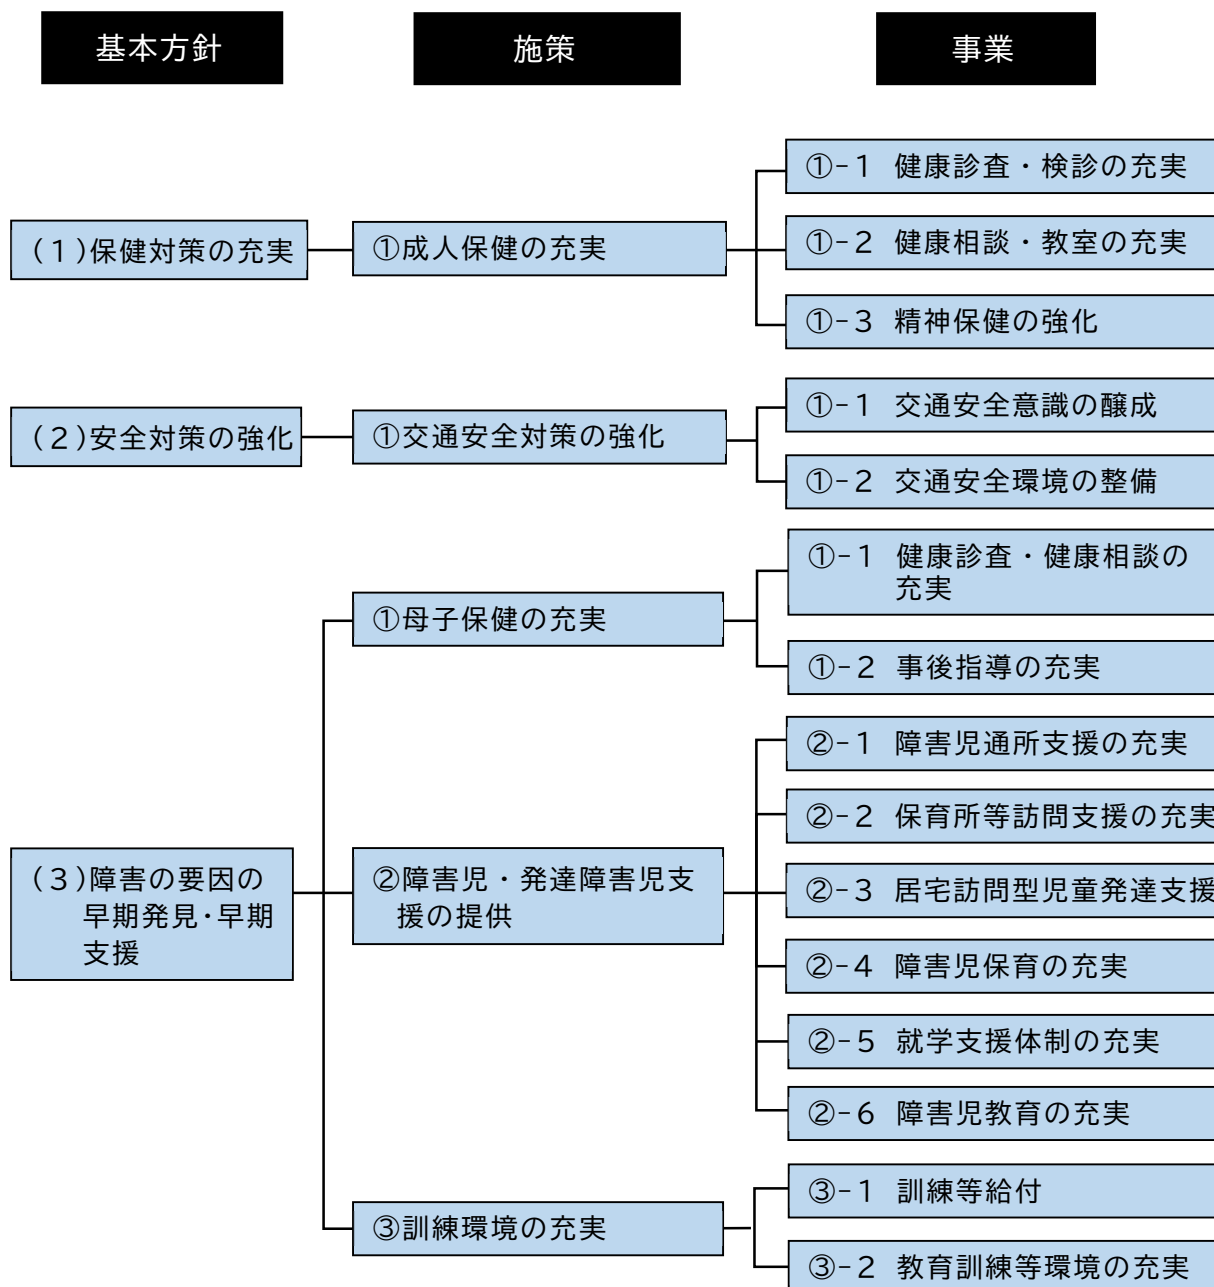 基本方針
施策
事業
(1)保健対策の充実
①成人保健の充実
①-1 健康診査・検診の充実
①-2 健康相談・教室の充実
①-3 精神保健の強化
(2)安全対策の強化
①交通安全対策の強化
①-1 交通安全意識の醸成
①-2 交通安全環境の整備
(3)障害の要因の
早期発見・早期
支援
①母子保健の充実
①-1 健康診査・健康相談の
充実
①-2 事後指導の充実
②障害児・発達障害児支
援の提供
②-1 障害児通所支援の充実
②-2 保育所等訪問支援の充実
②-3 居宅訪問型児童発達支援
②-4 障害児保育の充実
②-5 就学支援体制の充実
②-6 障害児教育の充実
③訓練環境の充実
③-1 訓練等給付
③-2 教育訓練等環境の充実